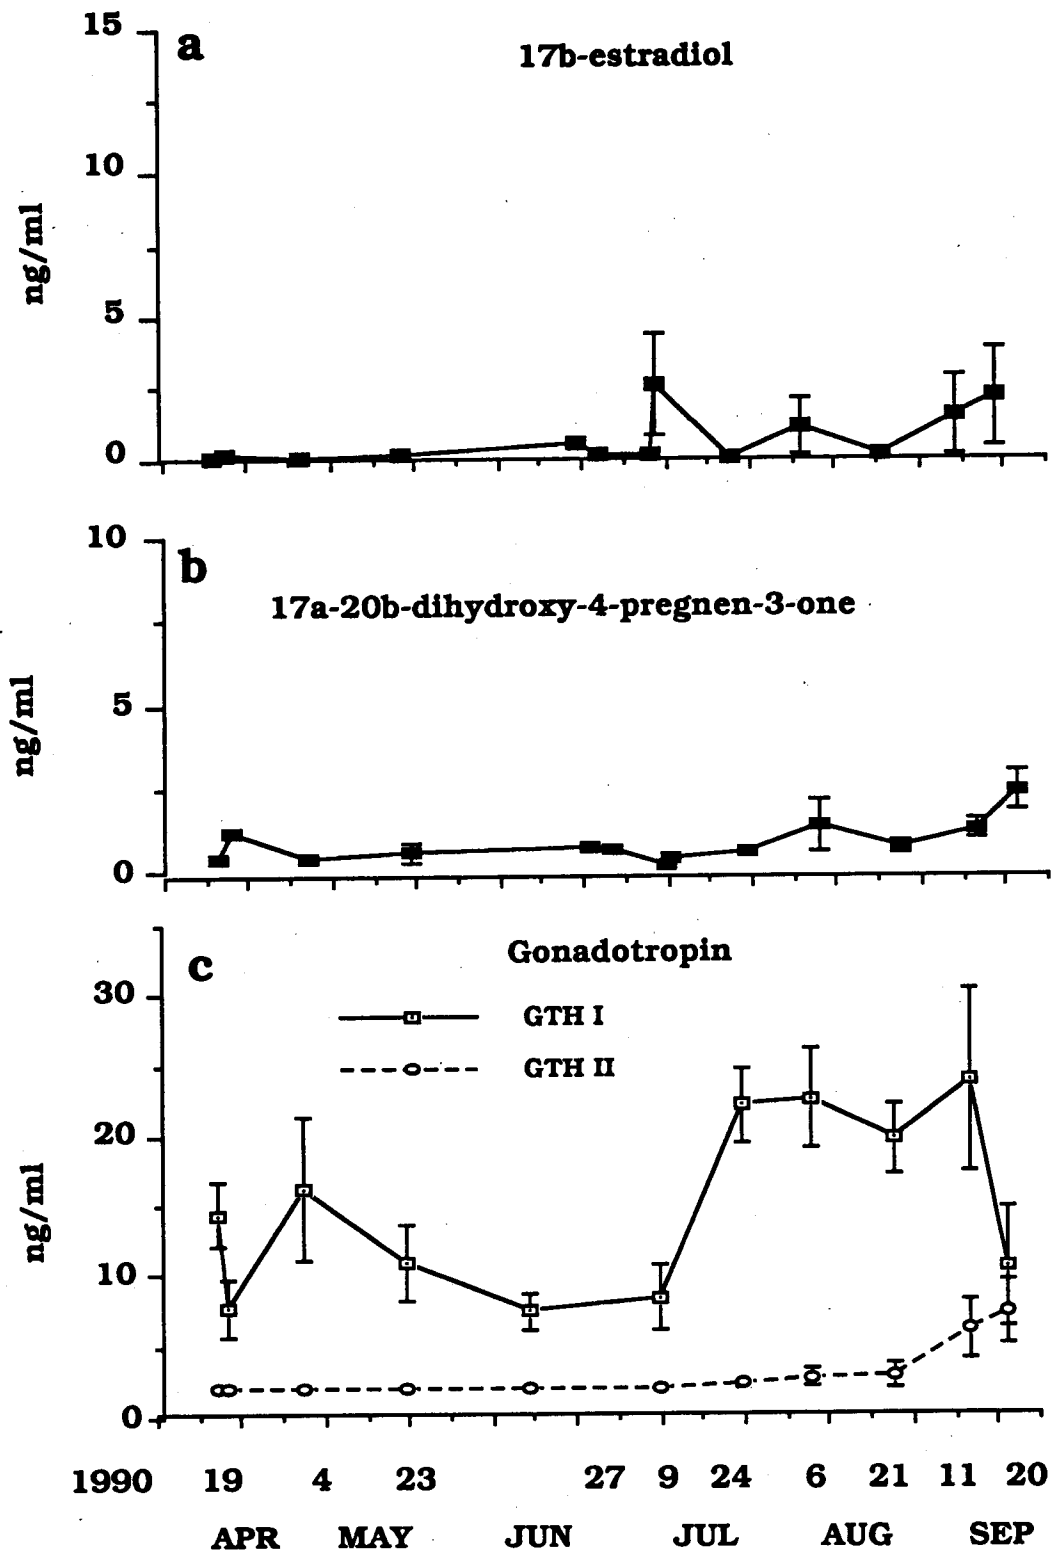 15
a
17b-estradiol
10
ng/ml
5
0
10
b
17a-20b-dihydroxy-4-pregnen-3-one
5
ng/ml
0
c
Gonadotropin
30
GTH I
GTH II
20
ng/ml
10
0
1990 19 4 23 27 9 24 6 21 11 20
APR MAY JUN JUL AUG SEP